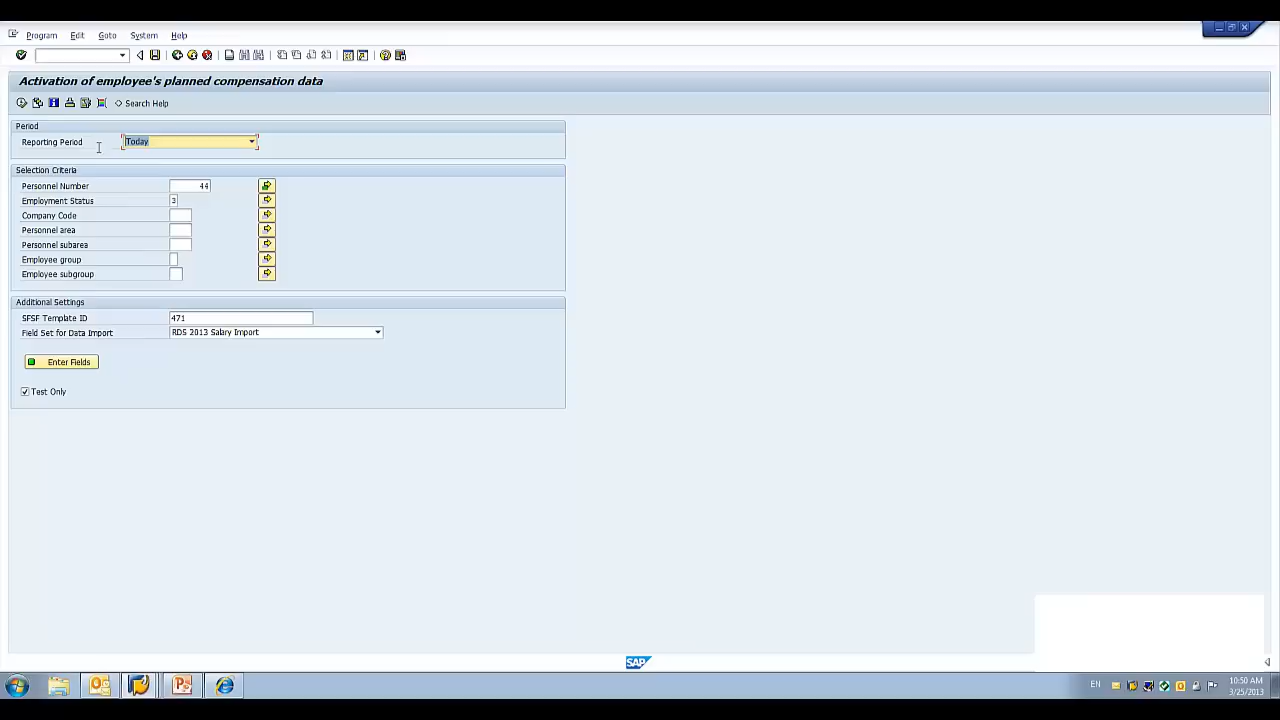 Program Edit Goto System Help
Activation of employee's planned compensation data
Search Help
Period
Reporting Period Today
Selection Criteria
Personnel Number 44
Employment Status 3
Company Code
Personnel area
Personnel subarea
Employee group
Employee subgroup
Additional Settings
SFSF Template ID 471
Field Set for Data Import RDS 2013 Salary Import
Enter Fields
Test Only
SAP
EN 10:50 AM
3/25/2013